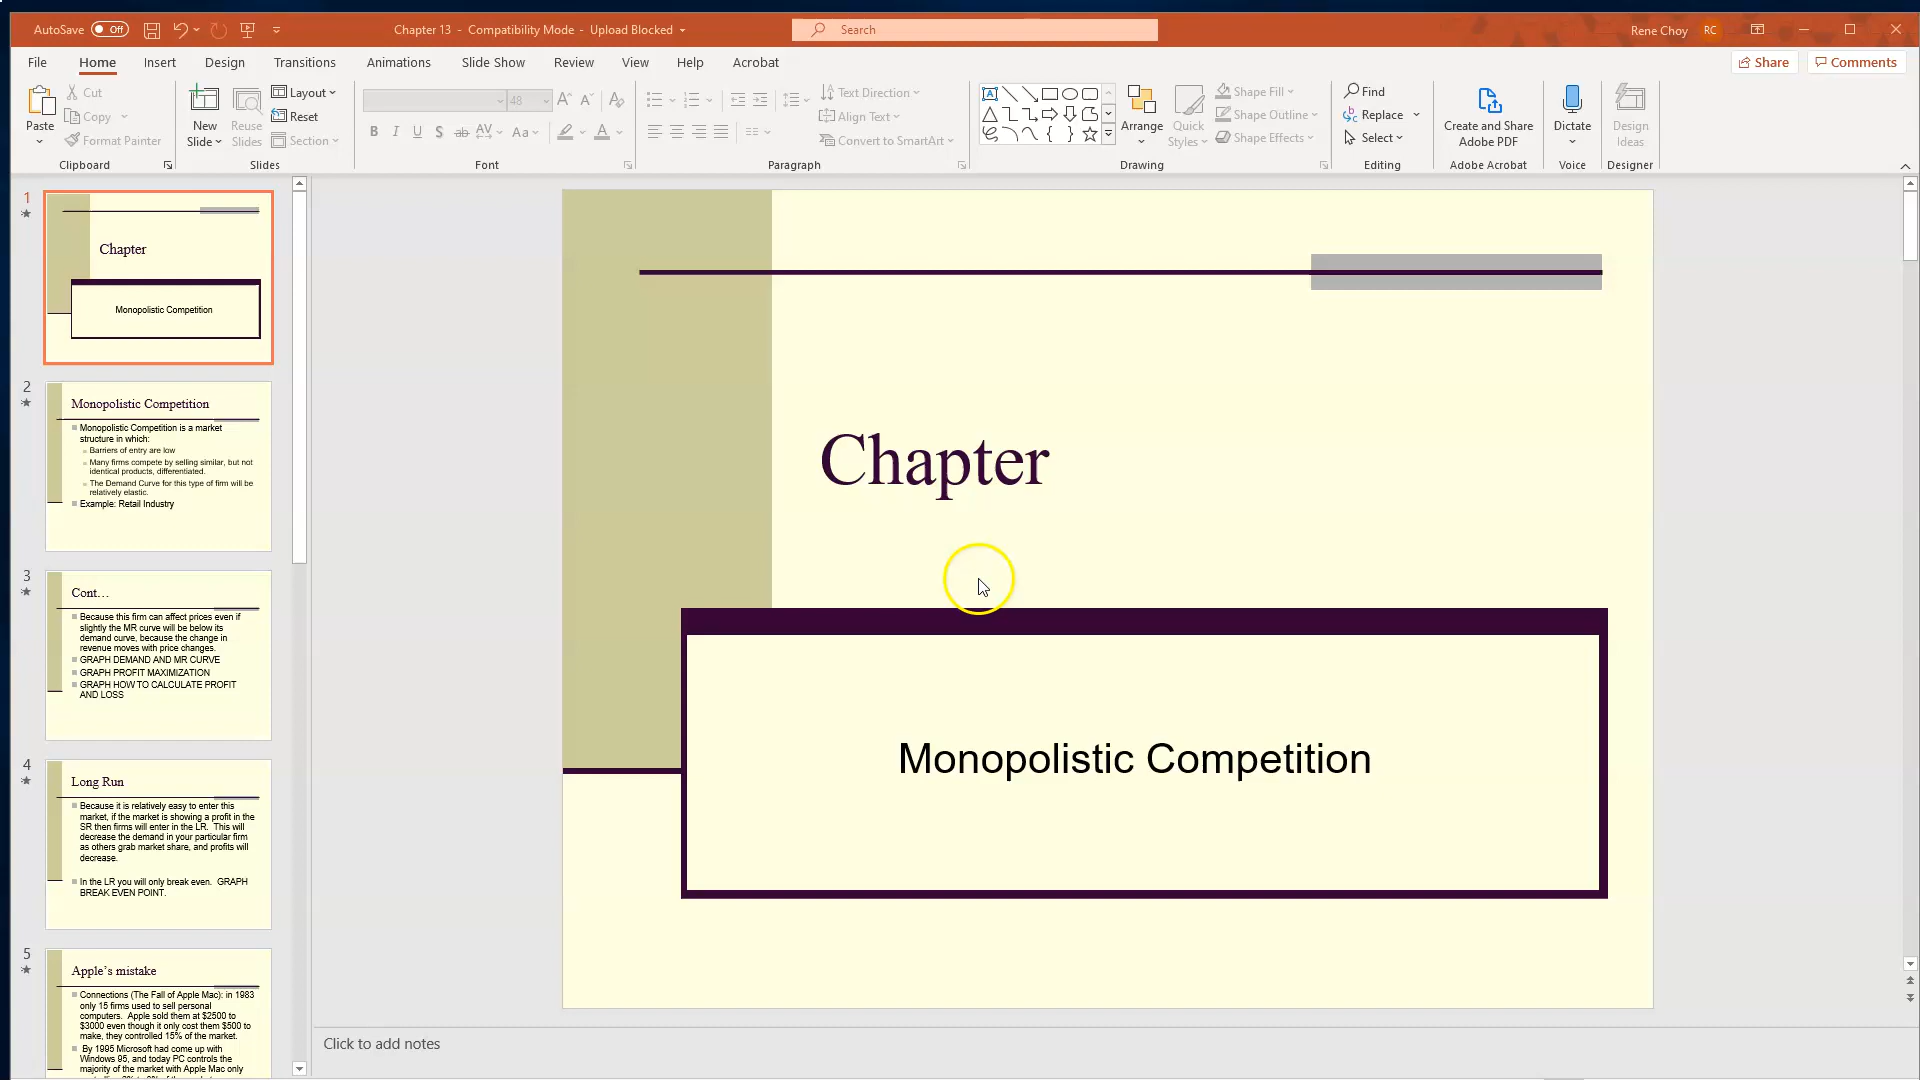 AutoSave Off
Chapter 13 - Compatibility Mode - Upload Blocked
Search
Rene Choy RC
File Home Insert Design Transitions Animations Slide Show Review View Help Acrobat
Share Comments
Paste
Cut
Copy
Format Painter
Clipboard
New Slide
Reuse Slides
Layout
Reset
Section
Slides
48
B I U S ab AV Aa A
Font
Text Direction
Align Text
Convert to SmartArt
Paragraph
Arrange
Quick Styles
Shape Fill
Shape Outline
Shape Effects
Drawing
Find
Replace
Select
Editing
Create and Share
Adobe PDF
Adobe Acrobat
Dictate
Voice
Design Ideas
Designer
1
Chapter
Monopolistic Competition
2
Monopolistic Competition
Monopolistic Competition is a market
structure in which:
Barriers of entry are low
Many firms compete by selling similar, but not
identical products, differentiated.
The Demand Curve for this type of firm will be
relatively elastic.
Example: Retail Industry
3
Cont…
Because this firm can affect prices even if
slightly the MR curve will be below its
demand curve, because the change in
revenue moves with price changes.
GRAPH DEMAND AND MR CURVE
GRAPH PROFIT MAXIMIZATION
GRAPH HOW TO CALCULATE PROFIT
AND LOSS
4
Long Run
Because it is relatively easy to enter this
market, if the market is showing a profit in the
SR then firms will enter in the LR. This will
decrease the demand in your particular firm
as others grab market share, and profits will
decrease.
In the LR you will only break even. GRAPH
BREAK EVEN POINT.
5
Apple's mistake
Connections (The Fall of Apple Mac): in 1983
only 15 firms used to sell personal
computers. Apple sold them at $2500 to
$3000 even though it only cost them $500 to
make, they controlled 15% of the market.
By 1995 Microsoft had come up with
Windows 95, and today PC controls the
majority of the market with Apple Mac only
Chapter
Monopolistic Competition
Click to add notes